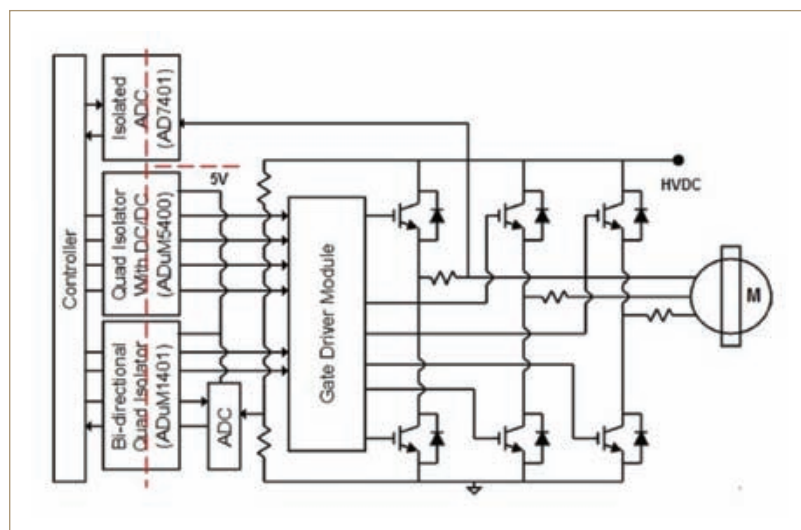 Controller
Isolated
ADC
(AD7401)
Quad Isolator
With DC/DC
(ADuM5400)
Bi-directional
Quad Isolator
(ADuM1401)
5V
ADC
Gate Driver Module
HVDC
M